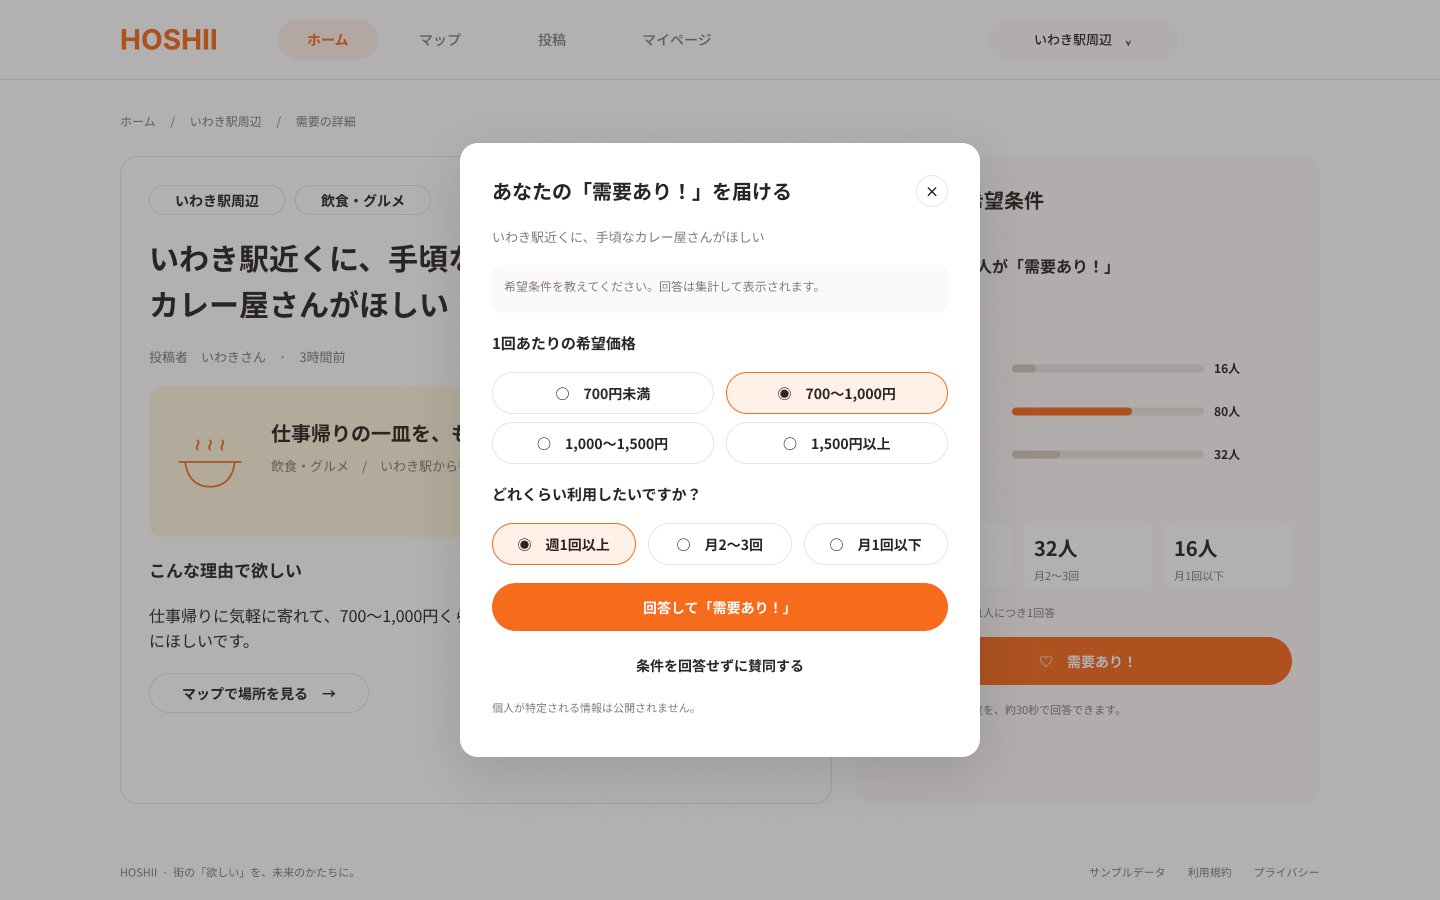 HOSHII
ホーム
マップ
投稿
マイページ
いわき駅周辺
ホーム / いわき駅周辺 / 需要の詳細
いわき駅周辺
飲食・グルメ
いわき駅近くに、手頃な
カレー屋さんがほしい
投稿者 いわきさん · 3時間前
仕事帰りの一皿を、
飲食・グルメ / いわき駅から
こんな理由で欲しい
仕事帰りに気軽に寄れて、700〜1,000円く
にほしいです。
マップで場所を見る →
あなたの「需要あり！」を届ける
×
いわき駅近くに、手頃なカレー屋さんがほしい
希望条件を教えてください。回答は集計して表示されます。
1回あたりの希望価格
700円未満
700〜1,000円
1,000〜1,500円
1,500円以上
どれくらい利用したいですか？
週1回以上
月2〜3回
月1回以下
回答して「需要あり！」
条件を回答せずに賛同する
個人が特定される情報は公開されません。
望条件
人が「需要あり！」
16人
80人
32人
32人
月2〜3回
16人
月1回以下
1人につき1回答
♡ 需要あり！
を、約30秒で回答できます。
HOSHII · 街の「欲しい」を、未来のかたちに。
サンプルデータ
利用規約
プライバシー